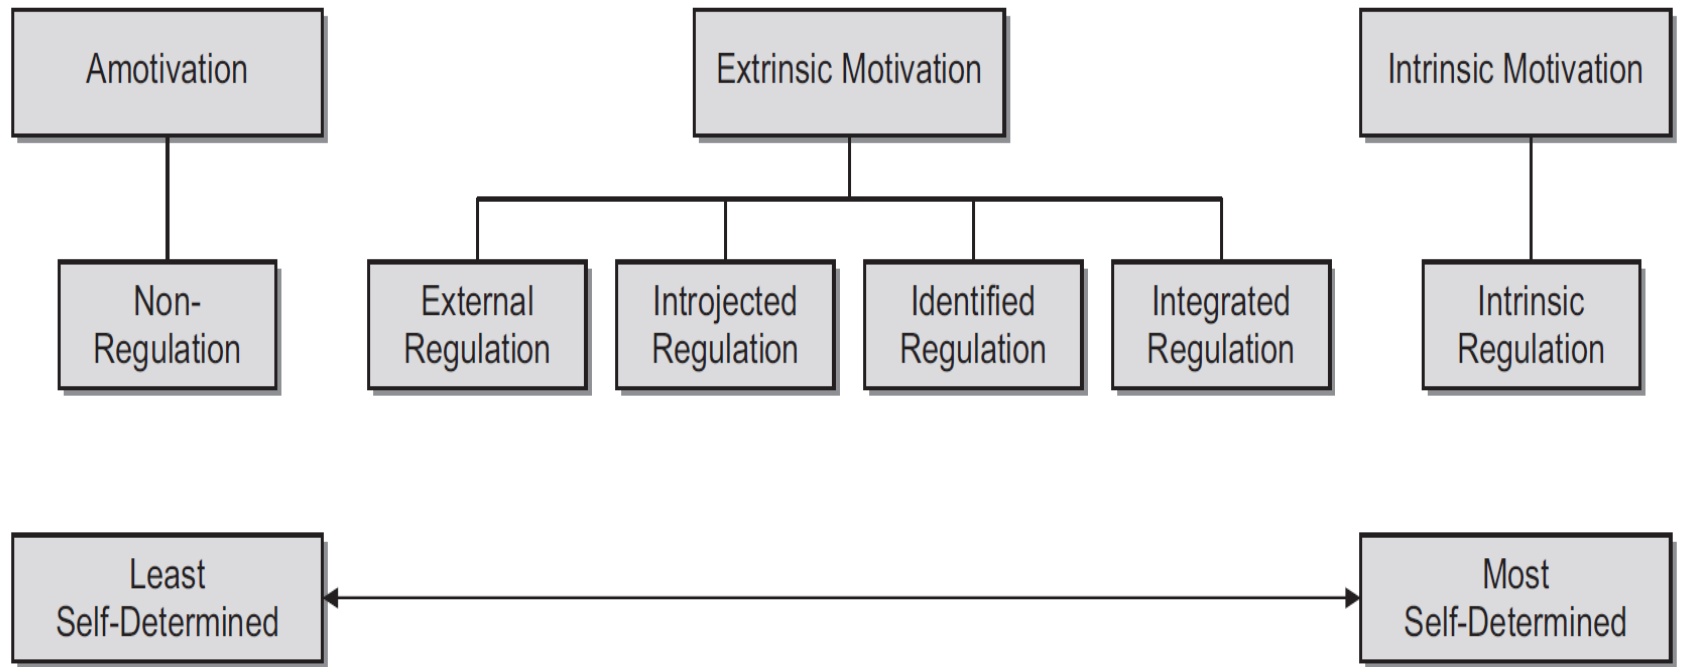 Amotivation
Extrinsic Motivation
Intrinsic Motivation
Non-
Regulation
External
Regulation
Introjected
Regulation
Identified
Regulation
Integrated
Regulation
Intrinsic
Regulation
Least
Self-Determined
Most
Self-Determined